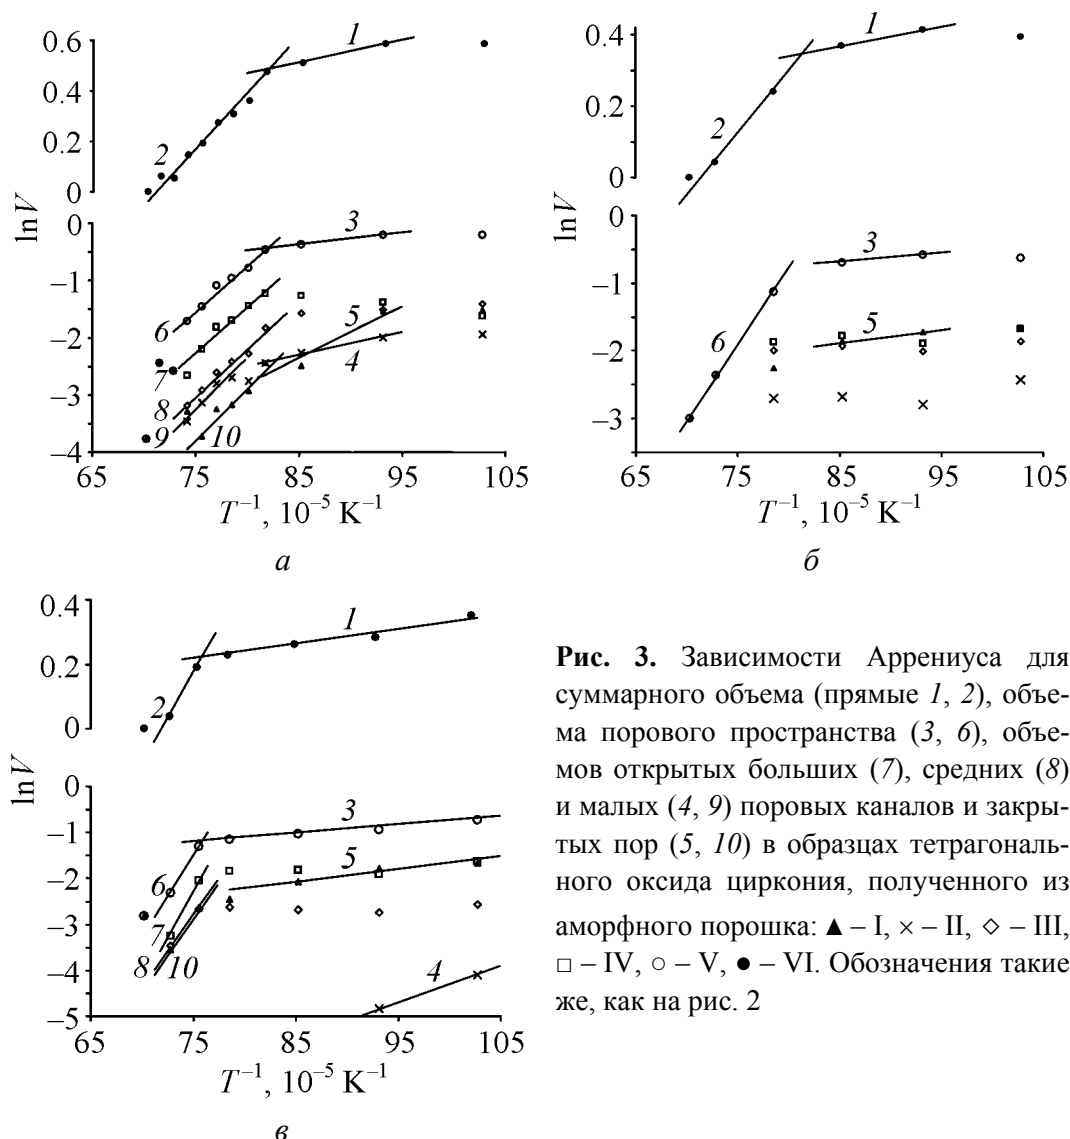 0.6
0.4
0.2
0
0
−1
−2
−3
−4
ln V
1
2
3
5
4
6
7
8
9
10
65 75 85 95 105
T⁻¹, 10⁻⁵ K⁻¹
а
0.4
0.2
0
0
−1
−2
−3
ln V
1
2
3
5
6
65 75 85 95 105
T⁻¹, 10⁻⁵ K⁻¹
б
0.4
0.2
0
0
−1
−2
−3
−4
−5
ln V
1
2
3
5
6
7
8 10
4
65 75 85 95 105
T⁻¹, 10⁻⁵ K⁻¹
в
Рис. 3. Зависимости Аррениуса для
суммарного объема (прямые 1, 2), объе-
ма порового пространства (3, 6), объе-
мов открытых больших (7), средних (8)
и малых (4, 9) поровых каналов и закры-
тых пор (5, 10) в образцах тетрагональ-
ного оксида циркония, полученного из
аморфного порошка: ▲ – I, × – II, ◇ – III,
□ – IV, ○ – V, ● – VI. Обозначения такие
же, как на рис. 2